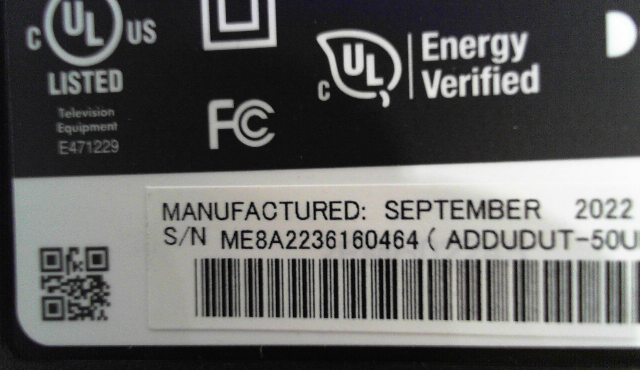 C UL US
LISTED
Television
Equipment
E471229
FC
C UL Energy
Verified
MANUFACTURED: SEPTEMBER 2022
S/N ME8A2236160464 ( ADDUDUT-50U